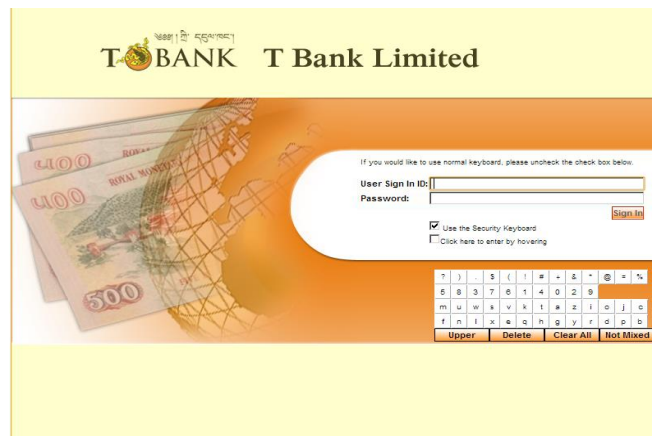 T BANK T Bank Limited
ROYAL MONETARY
500
If you would like to use normal keyboard, please uncheck the check box below.
User Sign In ID:
Password:
Sign In
Use the Security Keyboard
Click here to enter by hovering
? ) . $ ( ! # + & * @ = %
5 8 3 7 6 1 4 0 2 9
m u w s v k t a z i o j c
f n l x e q h g y r d p b
Upper Delete Clear All Not Mixed